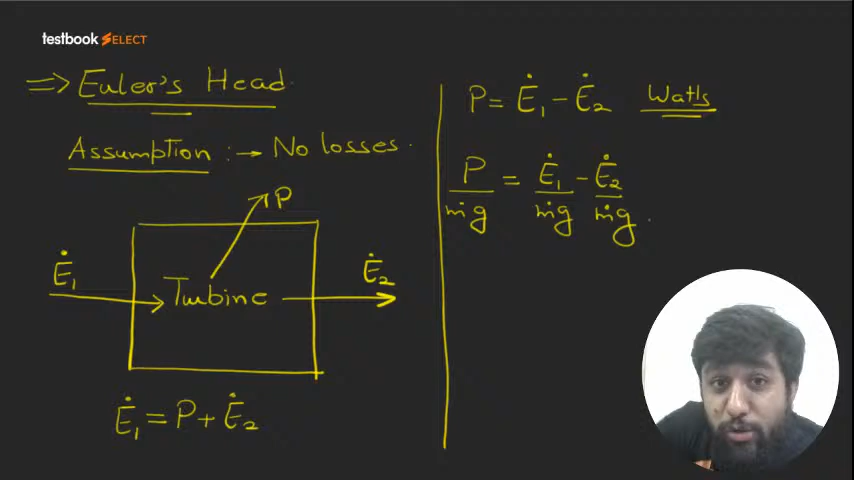 testbook SELECT
⇒ Euler's Head
Assumption :→ No losses.
P
Ė₁
Turbine
Ė₂
Ė₁ = P + Ė₂
P = Ė₁ - Ė₂ Watts
P/ṁg = Ė₁/ṁg - Ė₂/ṁg.